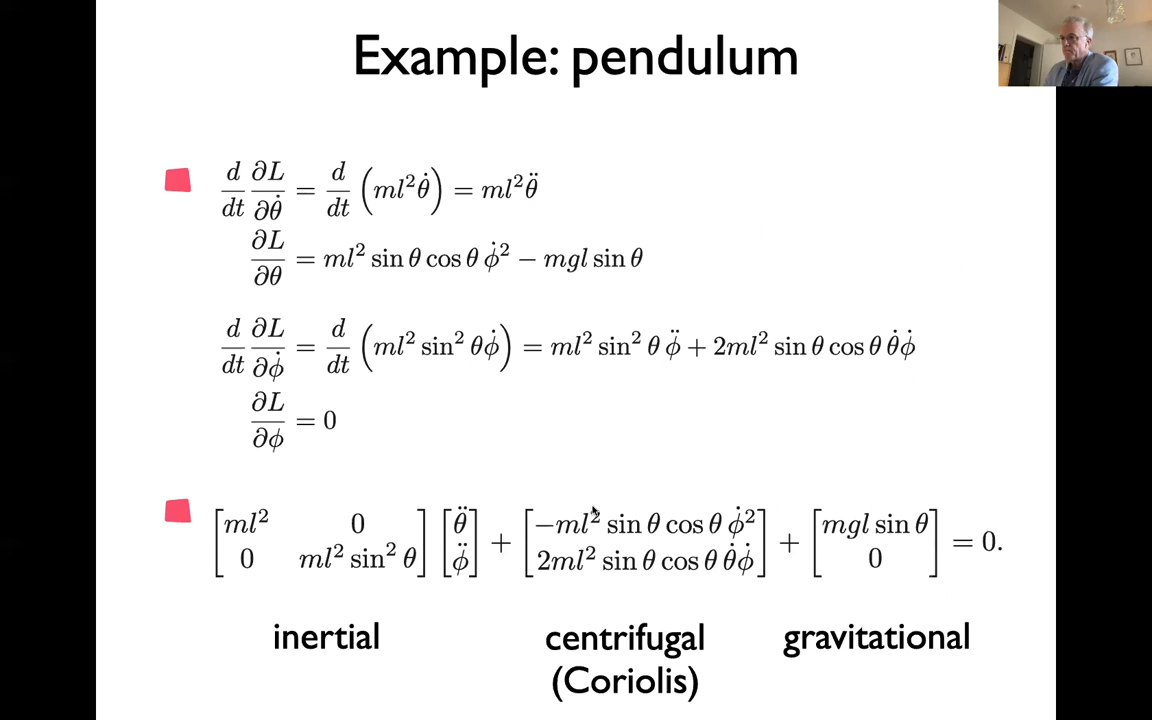 Example: pendulum
d/dt ∂L/∂θ̇ = d/dt (ml²θ̇) = ml²θ̈
∂L/∂θ = ml² sin θ cos θ φ̇² − mgl sin θ
d/dt ∂L/∂φ̇ = d/dt (ml² sin² θφ̇) = ml² sin² θ φ̈ + 2ml² sin θ cos θ θ̇φ̇
∂L/∂φ = 0
[ml² 0; 0 ml² sin² θ] [θ̈; φ̈] + [−ml² sin θ cos θ φ̇²; 2ml² sin θ cos θ θ̇φ̇] + [mgl sin θ; 0] = 0.
inertial centrifugal gravitational
(Coriolis)